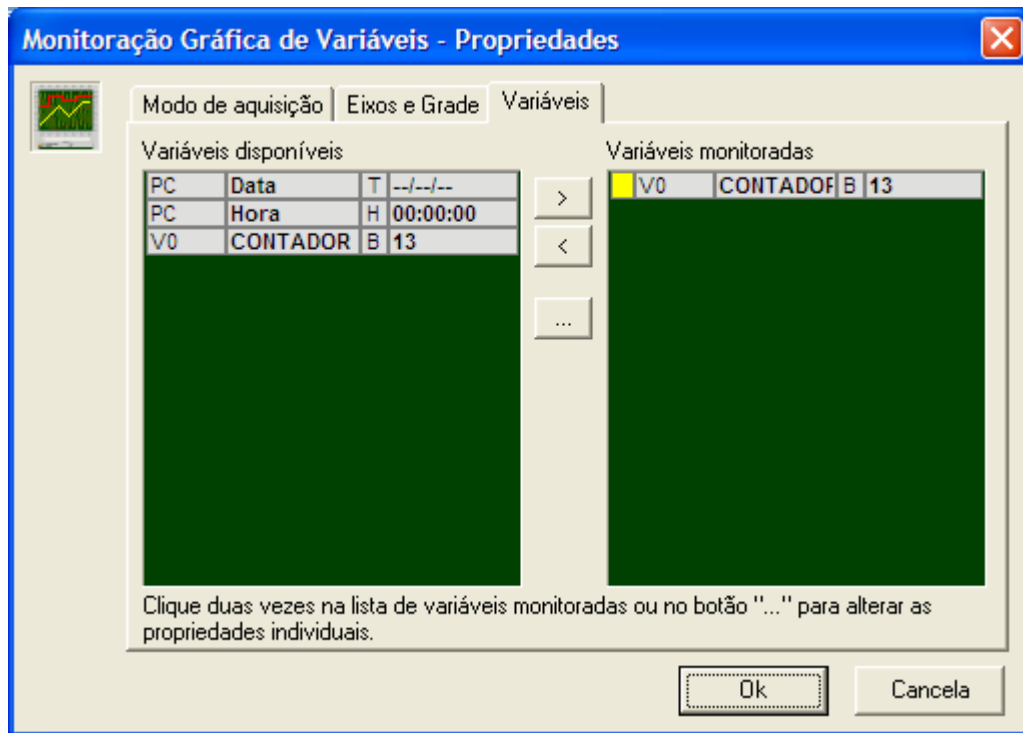 Monitoração Gráfica de Variáveis - Propriedades
Modo de aquisição Eixos e Grade Variáveis
Variáveis disponíveis
PC Data T --/--/--
PC Hora H 00:00:00
V0 CONTADOR B 13
>
<
...
Variáveis monitoradas
V0 CONTADOR B 13
Clique duas vezes na lista de variáveis monitoradas ou no botão "..." para alterar as
propriedades individuais.
Ok Cancela